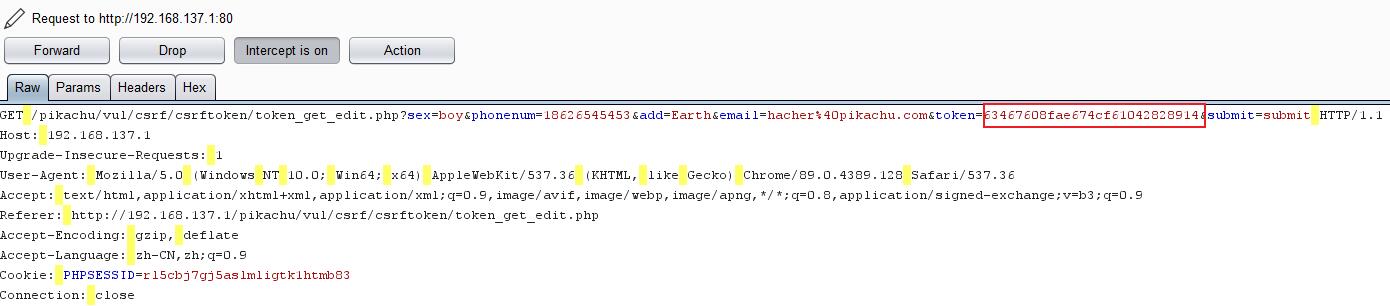 Request to http://192.168.137.1:80
Forward Drop Intercept is on Action
Raw Params Headers Hex
GET /pikachu/vul/csrf/csrftoken/token_get_edit.php?sex=boy&phonenum=18626545453&add=Earth&email=hacher%40pikachu.com&token=63467608fae674cf61042828914&submit=submit HTTP/1.1
Host: 192.168.137.1
Upgrade-Insecure-Requests: 1
User-Agent: Mozilla/5.0 (Windows NT 10.0; Win64; x64) AppleWebKit/537.36 (KHTML, like Gecko) Chrome/89.0.4389.128 Safari/537.36
Accept: text/html,application/xhtml+xml,application/xml;q=0.9,image/avif,image/webp,image/apng,*/*;q=0.8,application/signed-exchange;v=b3;q=0.9
Referer: http://192.168.137.1/pikachu/vul/csrf/csrftoken/token_get_edit.php
Accept-Encoding: gzip, deflate
Accept-Language: zh-CN,zh;q=0.9
Cookie: PHPSESSID=rl5cbj7gj5aslmligtk1htmb83
Connection: close